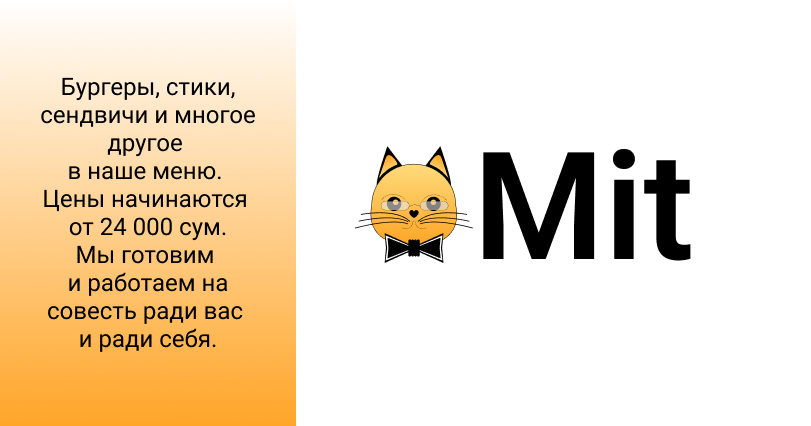 Бургеры, стики,
сендвичи и многое
другое
в наше меню.
Цены начинаются
от 24 000 сум.
Мы готовим
и работаем на
совесть ради вас
и ради себя.
Mit